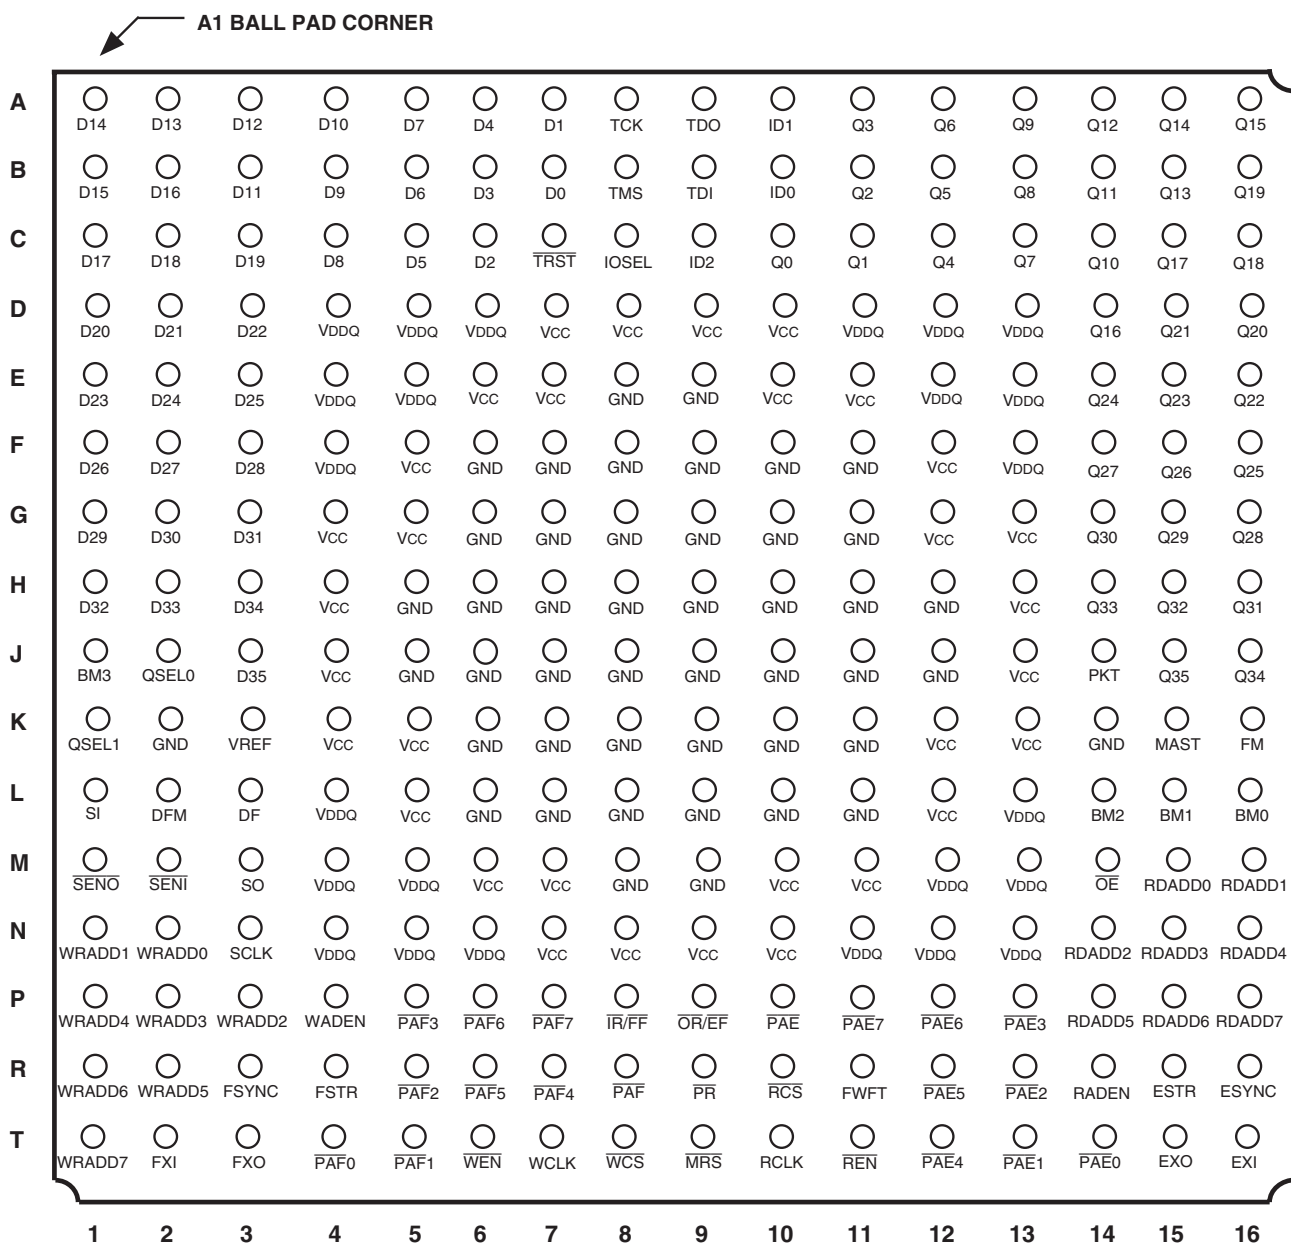 A1 BALL PAD CORNER
A
D14 D13 D12 D10 D7 D4 D1 TCK TDO ID1 Q3 Q6 Q9 Q12 Q14 Q15
B
D15 D16 D11 D9 D6 D3 D0 TMS TDI ID0 Q2 Q5 Q8 Q11 Q13 Q19
C
D17 D18 D19 D8 D5 D2 TRST IOSEL ID2 Q0 Q1 Q4 Q7 Q10 Q17 Q18
D
D20 D21 D22 VDDQ VDDQ VDDQ VCC VCC VCC VCC VDDQ VDDQ VDDQ Q16 Q21 Q20
E
D23 D24 D25 VDDQ VDDQ VCC VCC GND GND VCC VCC VDDQ VDDQ Q24 Q23 Q22
F
D26 D27 D28 VDDQ VCC GND GND GND GND GND GND VCC VDDQ Q27 Q26 Q25
G
D29 D30 D31 VCC VCC GND GND GND GND GND GND VCC VCC Q30 Q29 Q28
H
D32 D33 D34 VCC GND GND GND GND GND GND GND GND VCC Q33 Q32 Q31
J
BM3 QSEL0 D35 VCC GND GND GND GND GND GND GND GND VCC PKT Q35 Q34
K
QSEL1 GND VREF VCC VCC GND GND GND GND GND GND VCC VCC GND MAST FM
L
SI DFM DF VDDQ VCC GND GND GND GND GND GND VCC VDDQ BM2 BM1 BM0
M
SENO SENI SO VDDQ VDDQ VCC VCC GND GND VCC VCC VDDQ VDDQ OE RDADD0 RDADD1
N
WRADD1 WRADD0 SCLK VDDQ VDDQ VDDQ VCC VCC VCC VCC VDDQ VDDQ VDDQ RDADD2 RDADD3 RDADD4
P
WRADD4 WRADD3 WRADD2 WADEN PAF3 PAF6 PAF7 IR/FF OR/EF PAE PAE7 PAE6 PAE3 RDADD5 RDADD6 RDADD7
R
WRADD6 WRADD5 FSYNC FSTR PAF2 PAF5 PAF4 PAF PR RCS FWFT PAE5 PAE2 RADEN ESTR ESYNC
T
WRADD7 FXI FXO PAF0 PAF1 WEN WCLK WCS MRS RCLK REN PAE4 PAE1 PAE0 EXO EXI
1 2 3 4 5 6 7 8 9 10 11 12 13 14 15 16